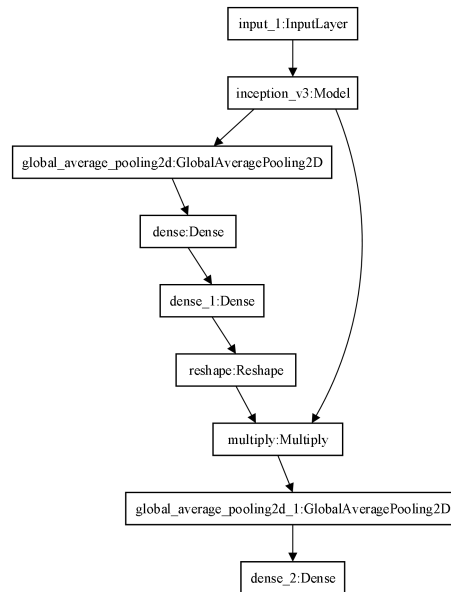 input_1:InputLayer
inception_v3:Model
global_average_pooling2d:GlobalAveragePooling2D
dense:Dense
dense_1:Dense
reshape:Reshape
multiply:Multiply
global_average_pooling2d_1:GlobalAveragePooling2D
dense_2:Dense